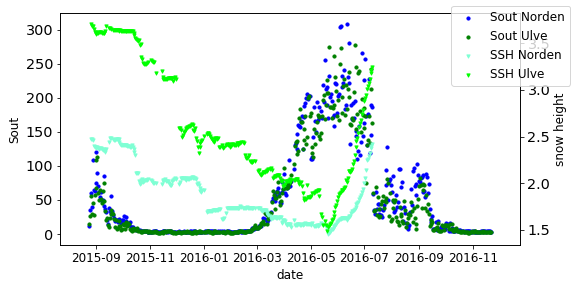 Sout Norden
Sout Ulve
SSH Norden
SSH Ulve
300
250
200
150
100
50
0
Sout
3.5
3.0
2.5
2.0
1.5
snow height
2015-09 2015-11 2016-01 2016-03 2016-05 2016-07 2016-09 2016-11
date